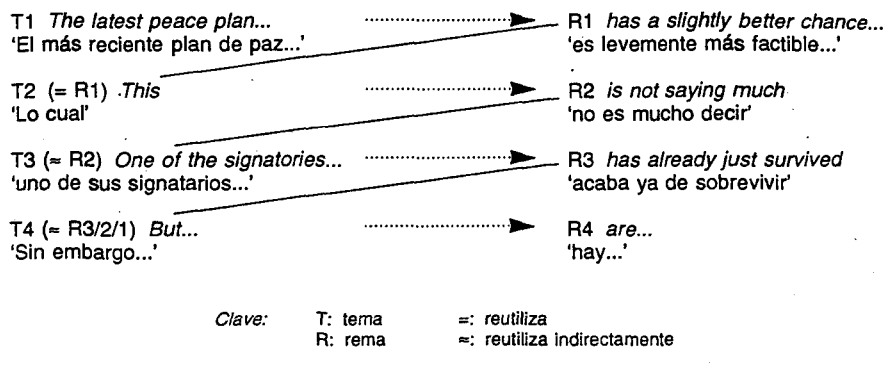 T1 The latest peace plan... R1 has a slightly better chance...
'El más reciente plan de paz...' 'es levemente más factible...'
T2 (= R1) This R2 is not saying much
'Lo cual' 'no es mucho decir'
T3 (≈ R2) One of the signatories... R3 has already just survived
'uno de sus signatarios...' 'acaba ya de sobrevivir'
T4 (≈ R3/2/1) But... R4 are...
'Sin embargo...' 'hay...'
Clave: T: tema =: reutiliza
R: rema ≈: reutiliza indirectamente